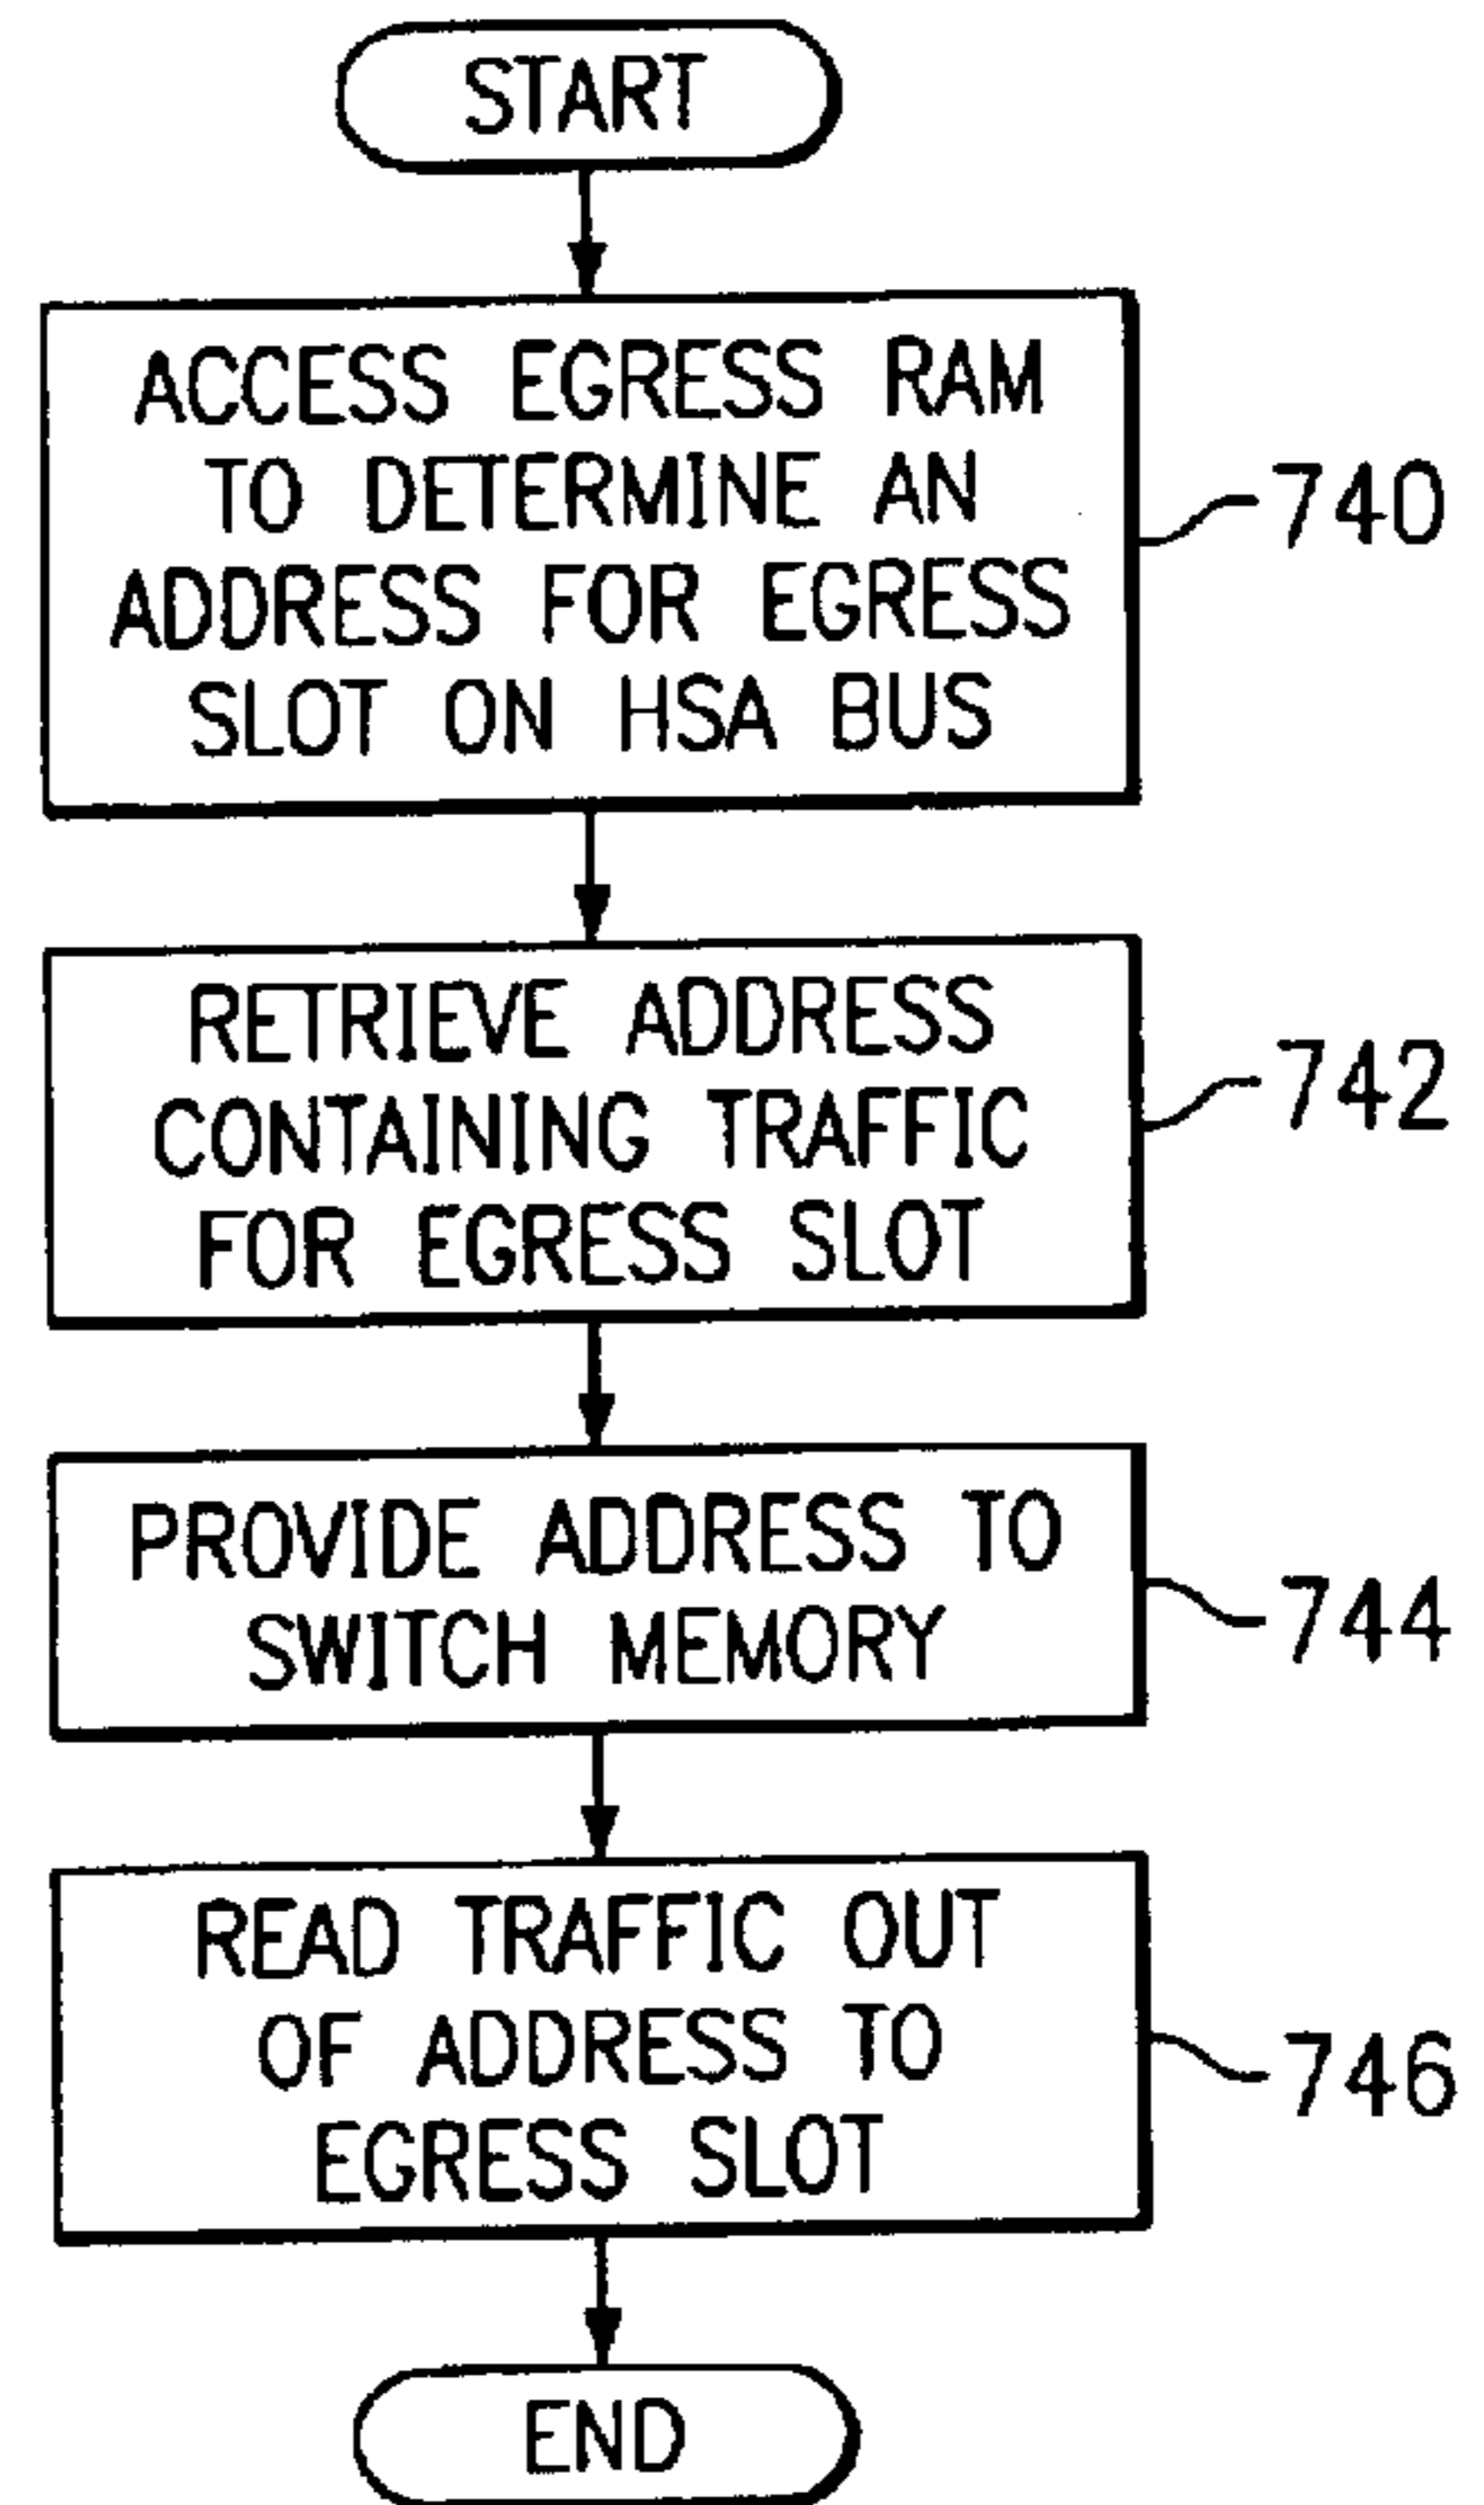 START
ACCESS EGRESS RAM
TO DETERMINE AN
ADDRESS FOR EGRESS
SLOT ON HSA BUS
740
RETRIEVE ADDRESS
CONTAINING TRAFFIC
FOR EGRESS SLOT
742
PROVIDE ADDRESS TO
SWITCH MEMORY
744
READ TRAFFIC OUT
OF ADDRESS TO
EGRESS SLOT
746
END